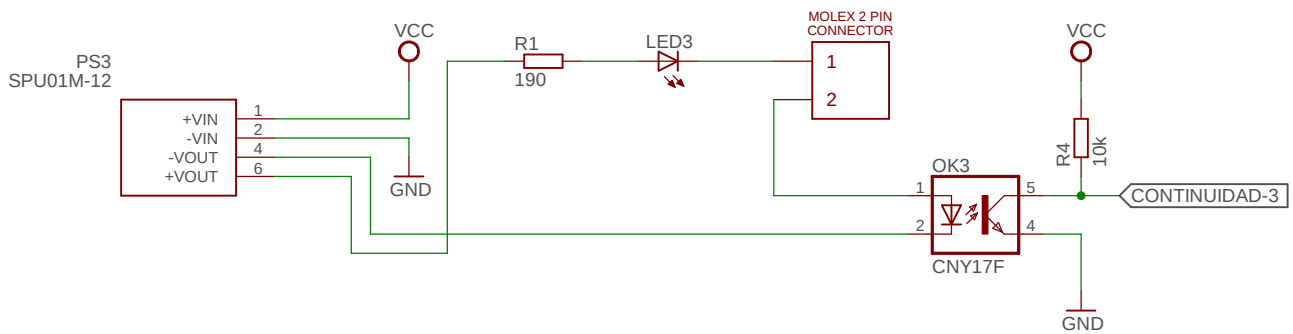 PS3
SPU01M-12
+VIN
-VIN
-VOUT
+VOUT
1
2
4
6
VCC
GND
R1
190
LED3
MOLEX 2 PIN
CONNECTOR
1
2
VCC
R4
10k
OK3
1
2
5
4
CNY17F
CONTINUIDAD-3
GND